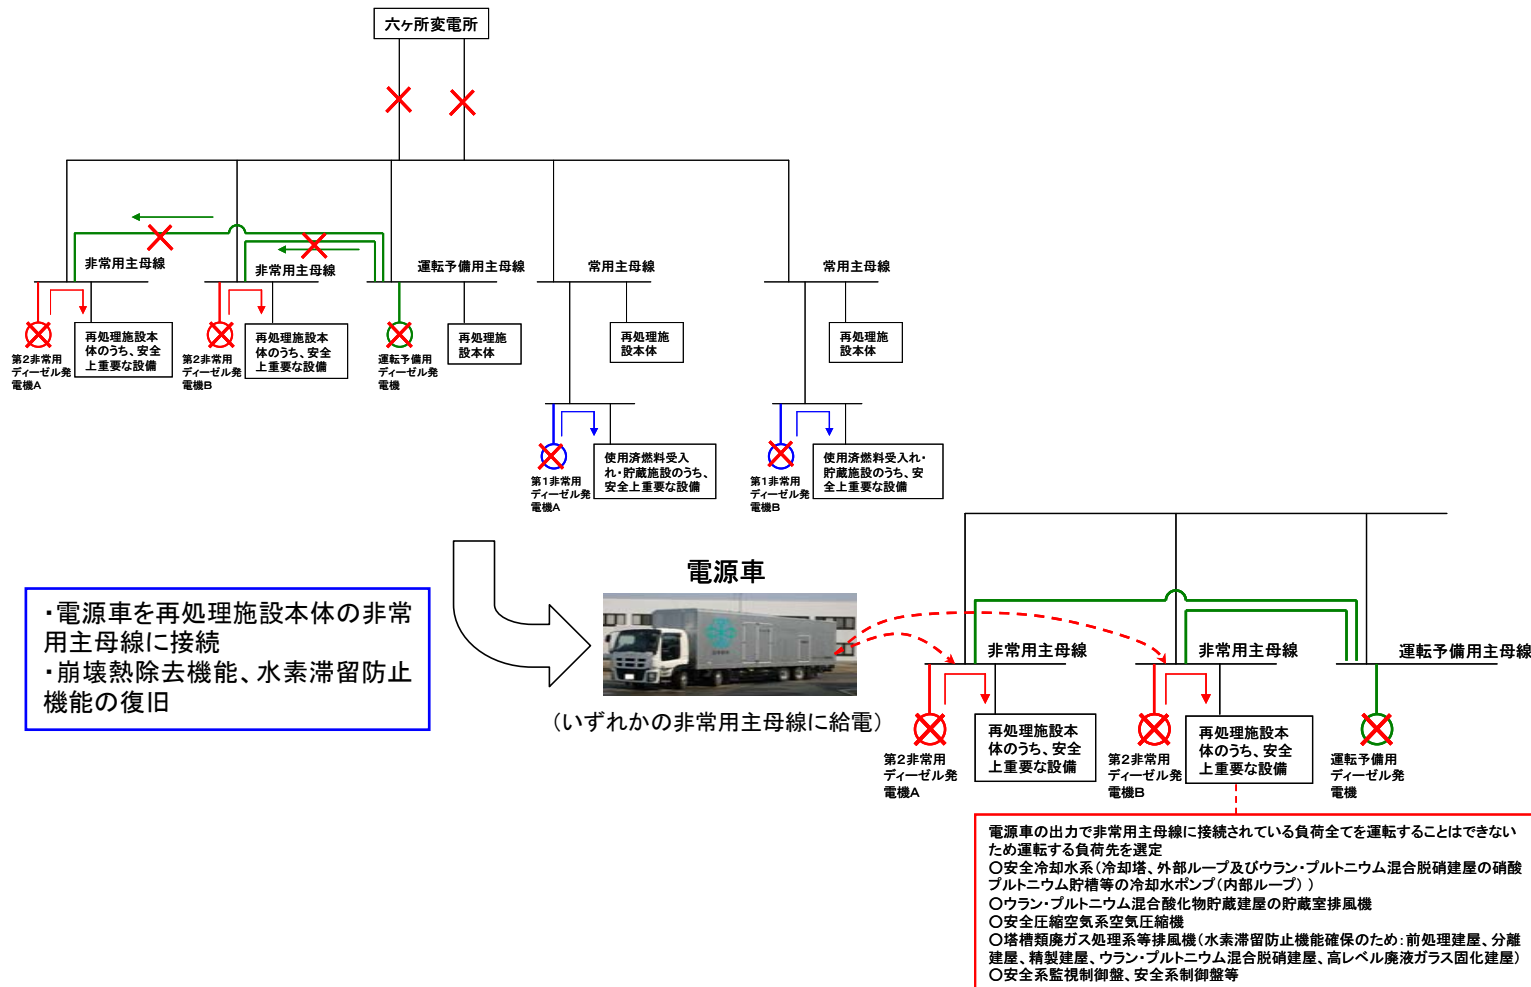 六ヶ所変電所
非常用主母線
非常用主母線
運転予備用主母線
常用主母線
常用主母線
第2非常用
ディーゼル発
電機A
再処理施設本
体のうち、安全
上重要な設備
第2非常用
ディーゼル発
電機B
再処理施設本
体のうち、安全
上重要な設備
運転予備用
ディーゼル発電
機
再処理施
設本体
再処理施
設本体
再処理施
設本体
第1非常用
ディーゼル発
電機A
使用済燃料受入
れ・貯蔵施設のうち、
安全上重要な設備
第1非常用
ディーゼル発
電機B
使用済燃料受入れ・
貯蔵施設のうち、安
全上重要な設備
・電源車を再処理施設本体の非常
用主母線に接続
・崩壊熱除去機能、水素滞留防止
機能の復旧
電源車
(いずれかの非常用主母線に給電)
非常用主母線
非常用主母線
運転予備用主母線
第2非常用
ディーゼル発
電機A
再処理施設本
体のうち、安全
上重要な設備
第2非常用
ディーゼル発
電機B
再処理施設本
体のうち、安全
上重要な設備
運転予備用
ディーゼル発電
機
電源車の出力で非常用主母線に接続されている負荷全てを運転することはできない
ため運転する負荷先を選定
○安全冷却水系(冷却塔、外部ループ及びウラン・プルトニウム混合脱硝建屋の硝酸
プルトニウム貯槽等の冷却水ポンプ(内部ループ))
○ウラン・プルトニウム混合酸化物貯蔵建屋の貯蔵室排風機
○安全圧縮空気系空気圧縮機
○塔槽類廃ガス処理系等排風機(水素滞留防止機能確保のため:前処理建屋、分離
建屋、精製建屋、ウラン・プルトニウム混合脱硝建屋、高レベル廃液ガラス固化建屋)
○安全系監視制御盤、安全系制御盤等